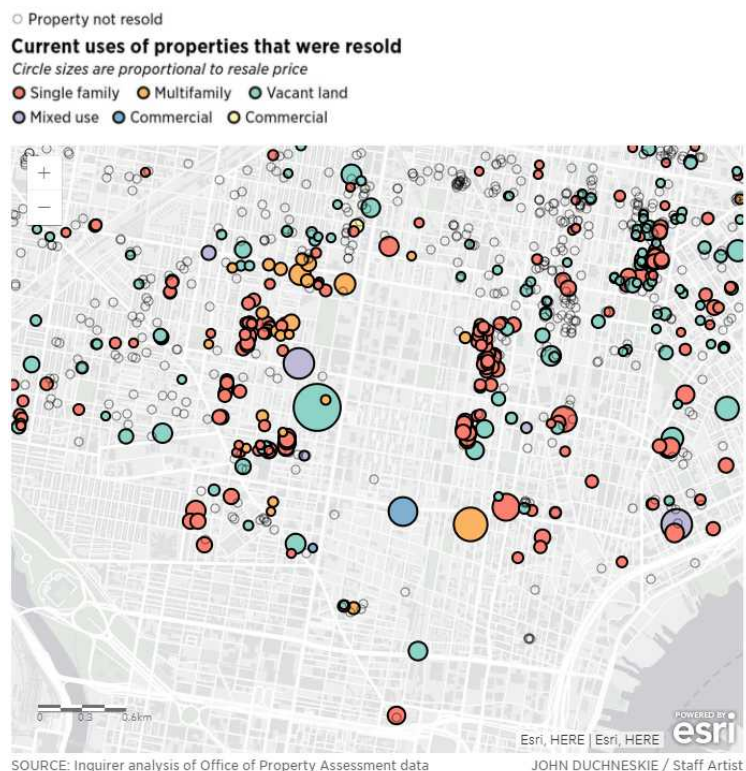 Property not resold
Current uses of properties that were resold
Circle sizes are proportional to resale price
Single family Multifamily Vacant land
Mixed use Commercial Commercial
+
−
0 0.3 0.6km
POWERED BY
esri
Esri, HERE | Esri, HERE
SOURCE: Inquirer analysis of Office of Property Assessment data JOHN DUCHNESKIE / Staff Artist